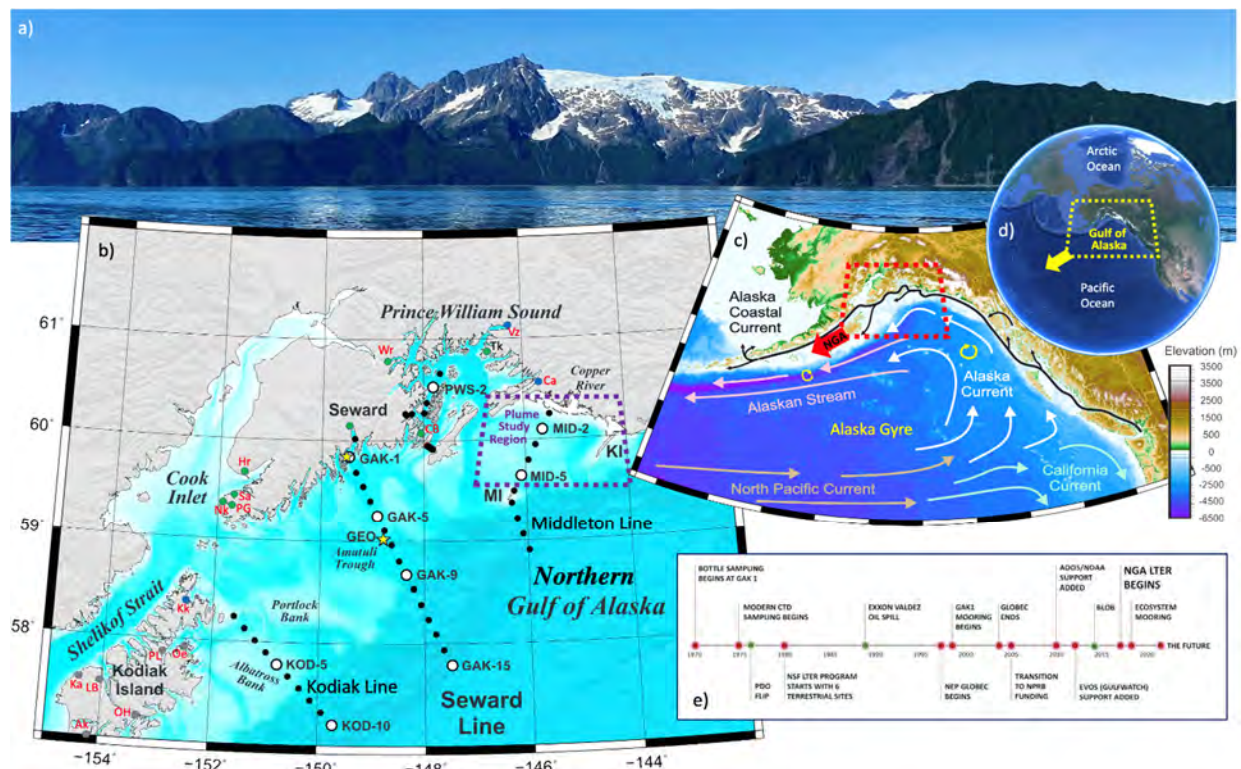 a)
b)
Prince William Sound
61°
60°
59°
58°
Vz
Tk
Wr
Copper
River
Ca
PWS-2
Seward
Plume
Study
Region
CB
MID-2
KI
GAK-1
Hr
Cook
Inlet
MID-5
Sa
Nk
PG
MI
GAK-5
Middleton Line
GEO
Amatuli
Trough
GAK-9
Northern
Gulf of Alaska
Shelikof Strait
Kk
Portlock
Bank
PL
Oe
Kodiak
Island
KOD-5
GAK-15
Ka
LB
Albatross
Bank
Kodiak Line
Seward
Line
OH
Ak
KOD-10
−154°
−152°
−150°
−148°
−146°
−144°
c)
Alaska
Coastal
Current
NGA
Alaska
Current
Alaskan Stream
Alaska Gyre
North Pacific Current
California
Current
d)
Arctic
Ocean
Gulf of
Alaska
Pacific
Ocean
Elevation (m)
3500
2500
1500
500
-500
-2500
-4500
-6500
e)
BOTTLE SAMPLING
BEGINS AT GAK 1
MODERN CTD
SAMPLING BEGINS
EXXON VALDEZ
OIL SPILL
GAK1
MOORING
BEGINS
GLOBEC
ENDS
AOOS/NOAA
SUPPORT
ADDED
BLOB
NGA LTER
BEGINS
ECOSYSTEM
MOORING
THE FUTURE
1970 1975 1985 1989 1995 2000 2005 2010 2015 2020
PDO
FLIP
NSF LTER PROGRAM
STARTS WITH 6
TERRESTRIAL SITES
NEP GLOBEC
BEGINS
TRANSITION
TO NPRB
FUNDING
EVOS (GULFWATCH)
SUPPORT ADDED